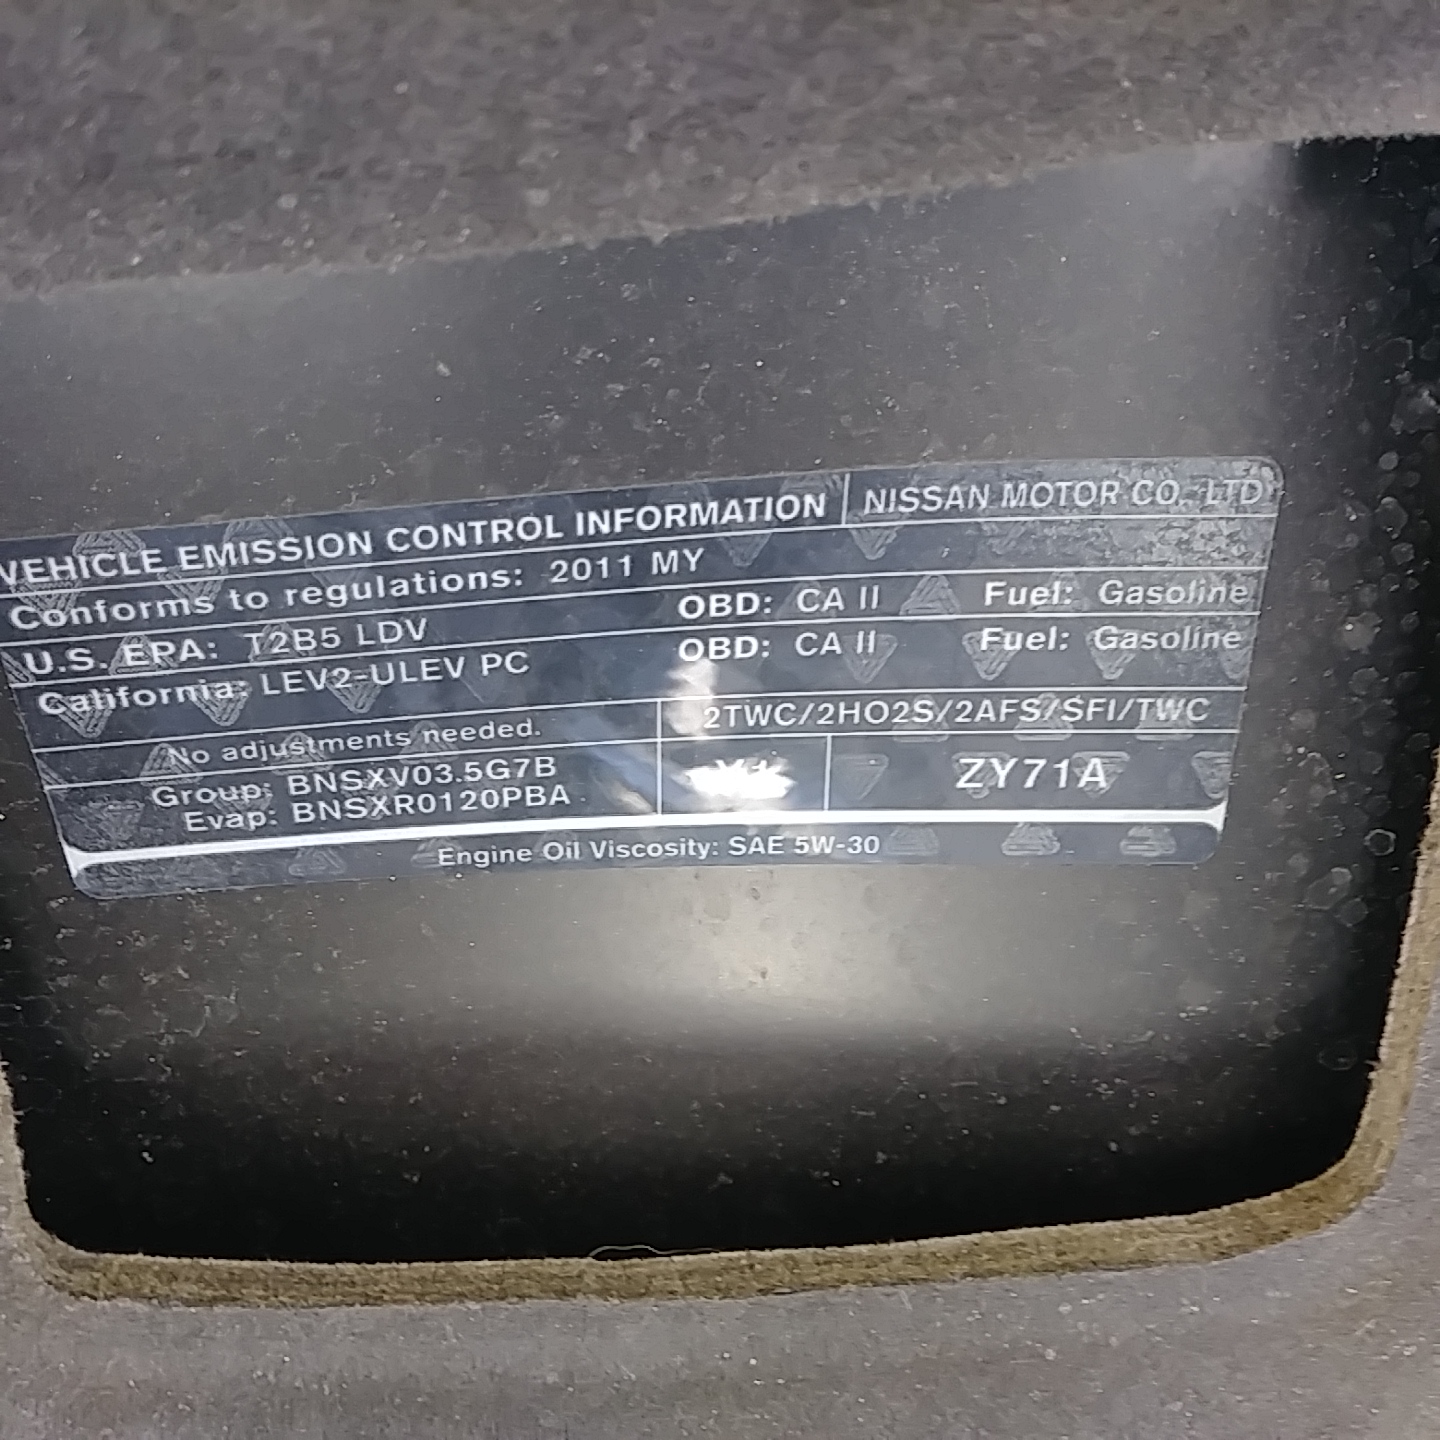 VEHICLE EMISSION CONTROL INFORMATION NISSAN MOTOR CO., LTD
Conforms to regulations: 2011 MY
U.S. EPA: T2B5 LDV OBD: CA II Fuel: Gasoline
California: LEV2-ULEV PC OBD: CA II Fuel: Gasoline
No adjustments needed. 2TWC/2HO2S/2AFS/SFI/TWC
Group: BNSXV03.5G7B
Evap: BNSXR0120PBA
ZY71A
Engine Oil Viscosity: SAE 5W-30